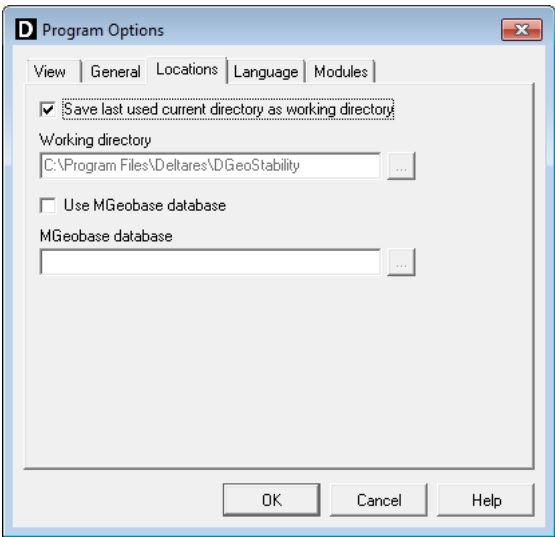 D Program Options
View General Locations Language Modules
Save last used current directory as working directory
Working directory
C:\Program Files\Deltares\DGeoStability
...
Use MGeobase database
MGeobase database
...
OK Cancel Help